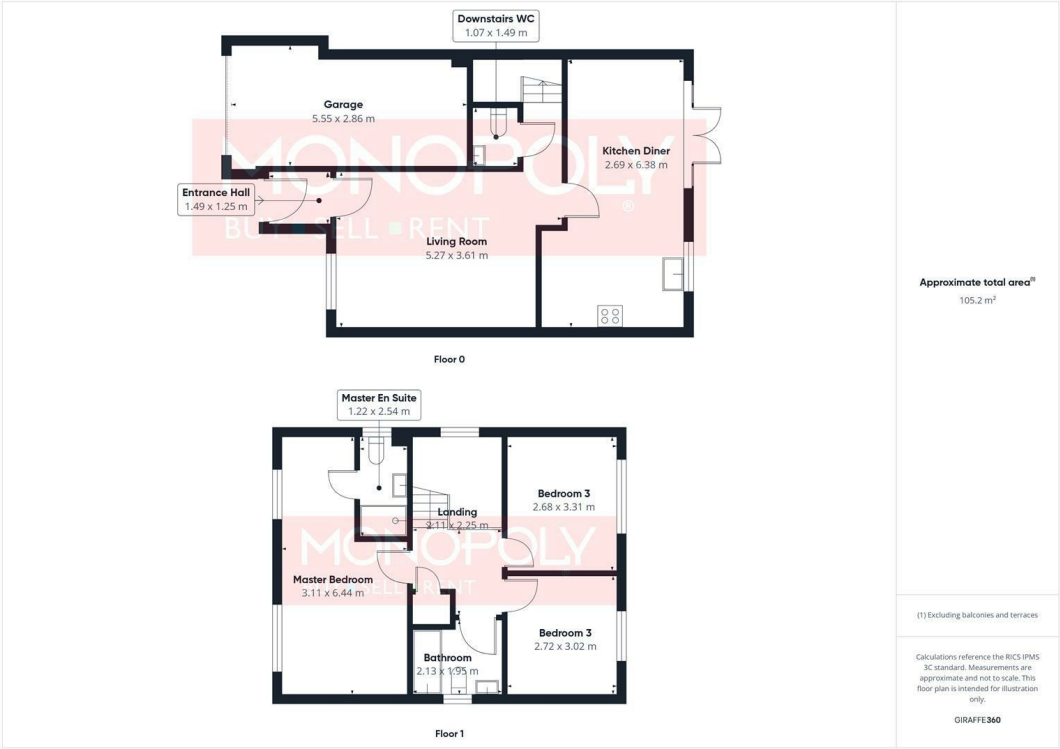 Downstairs WC
1.07 x 1.49 m
Garage
5.55 x 2.86 m
Kitchen Diner
2.69 x 6.38 m
MONOPOLY
®
BUY ■ SELL ■ RENT
Entrance Hall
1.49 x 1.25 m
Living Room
5.27 x 3.61 m
Floor 0
Approximate total area⁽¹⁾
105.2 m²
Master En Suite
1.22 x 2.54 m
Bedroom 3
2.68 x 3.31 m
Landing
2.11 x 2.25 m
MONOPOLY
BUY ■ SELL ■ RENT
Master Bedroom
3.11 x 6.44 m
Bedroom 3
2.72 x 3.02 m
Bathroom
2.13 x 1.95 m
Floor 1
(1) Excluding balconies and terraces
Calculations reference the RICS IPMS
3C standard. Measurements are
approximate and not to scale. This
floor plan is intended for illustration
only.
GIRAFFE360